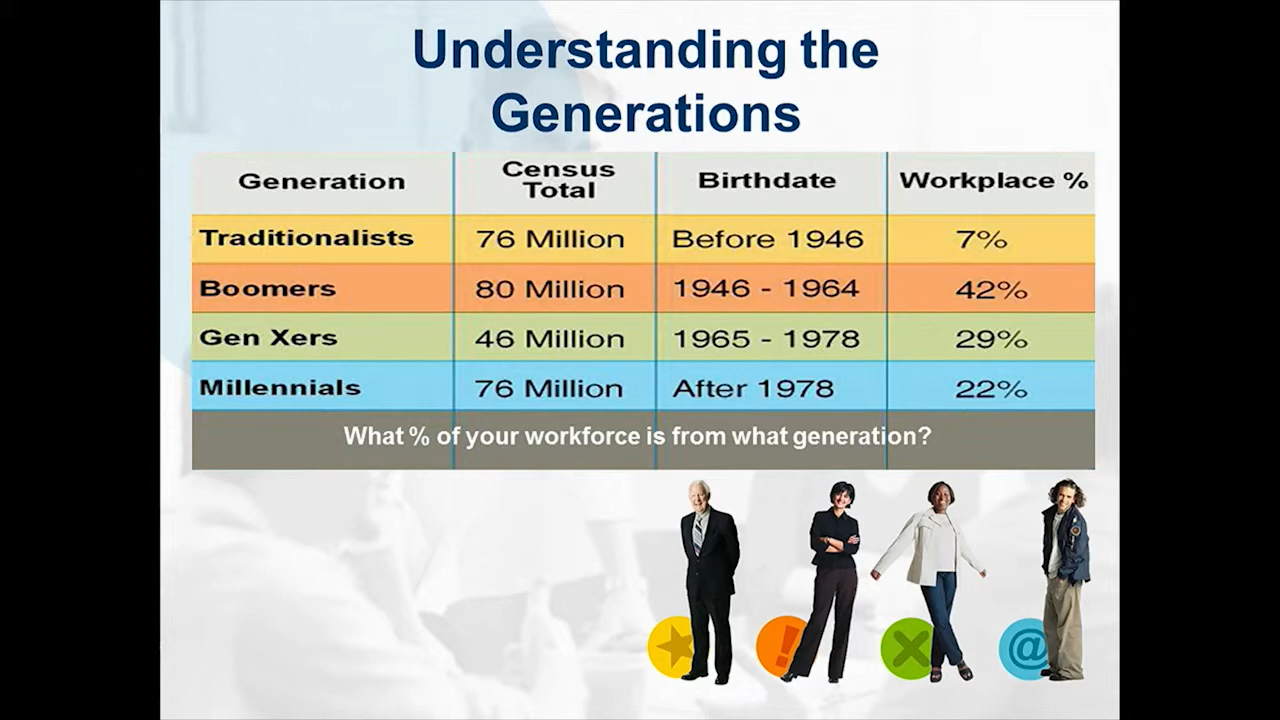 Understanding the
Generations
Generation Census Total Birthdate Workplace %
Traditionalists 76 Million Before 1946 7%
Boomers 80 Million 1946 - 1964 42%
Gen Xers 46 Million 1965 - 1978 29%
Millennials 76 Million After 1978 22%
What % of your workforce is from what generation?
! @